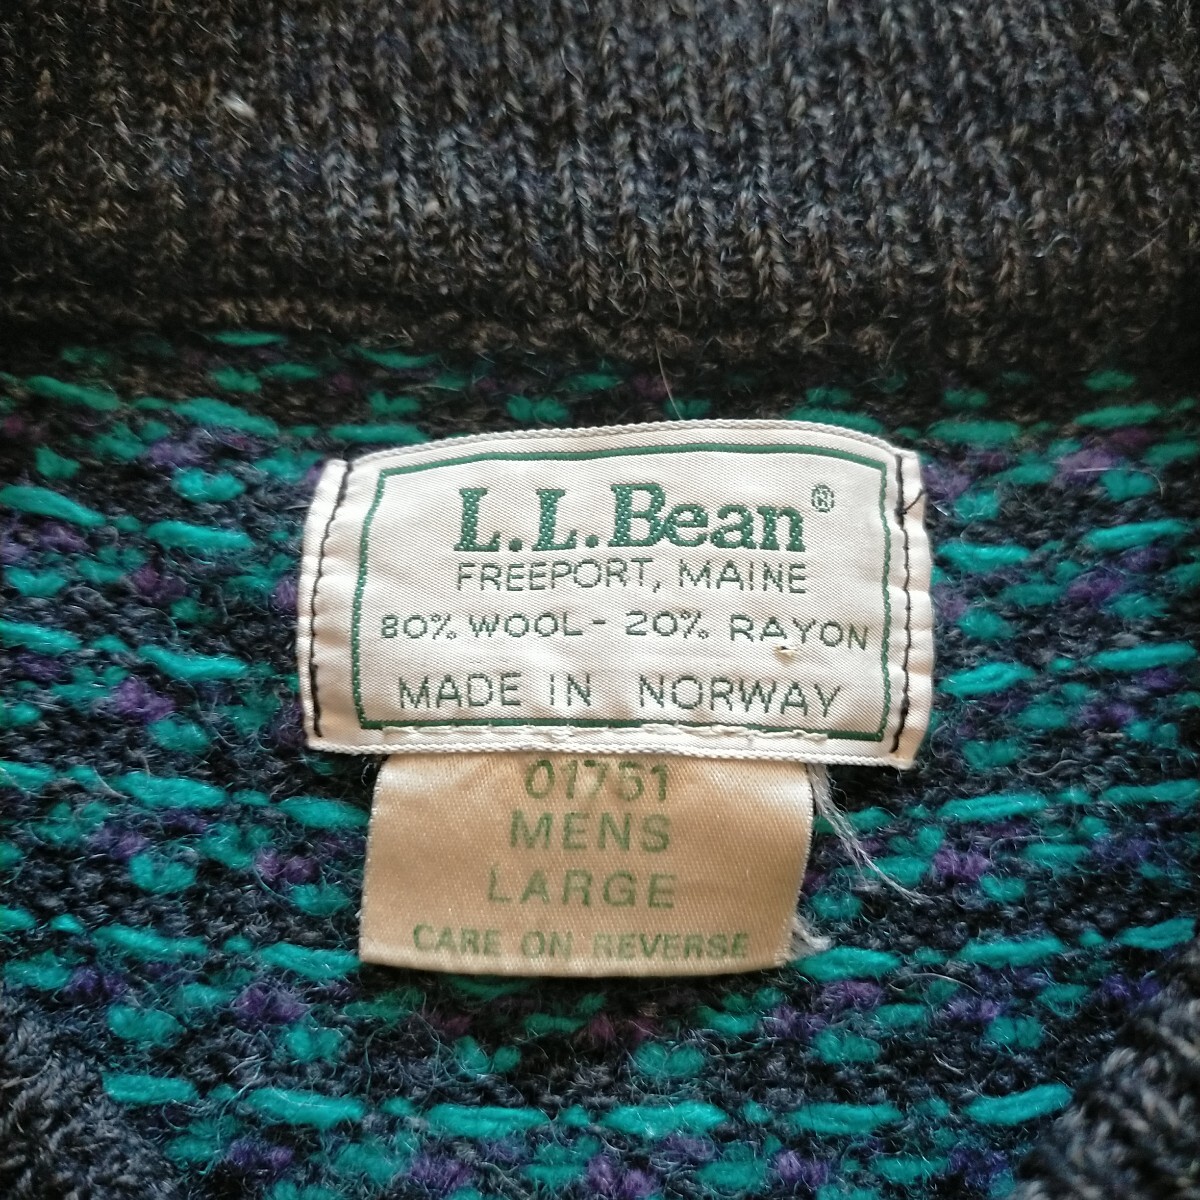 L.L.Bean®
FREEPORT, MAINE
80% WOOL - 20% RAYON
MADE IN NORWAY
01751
MENS
LARGE
CARE ON REVERSE